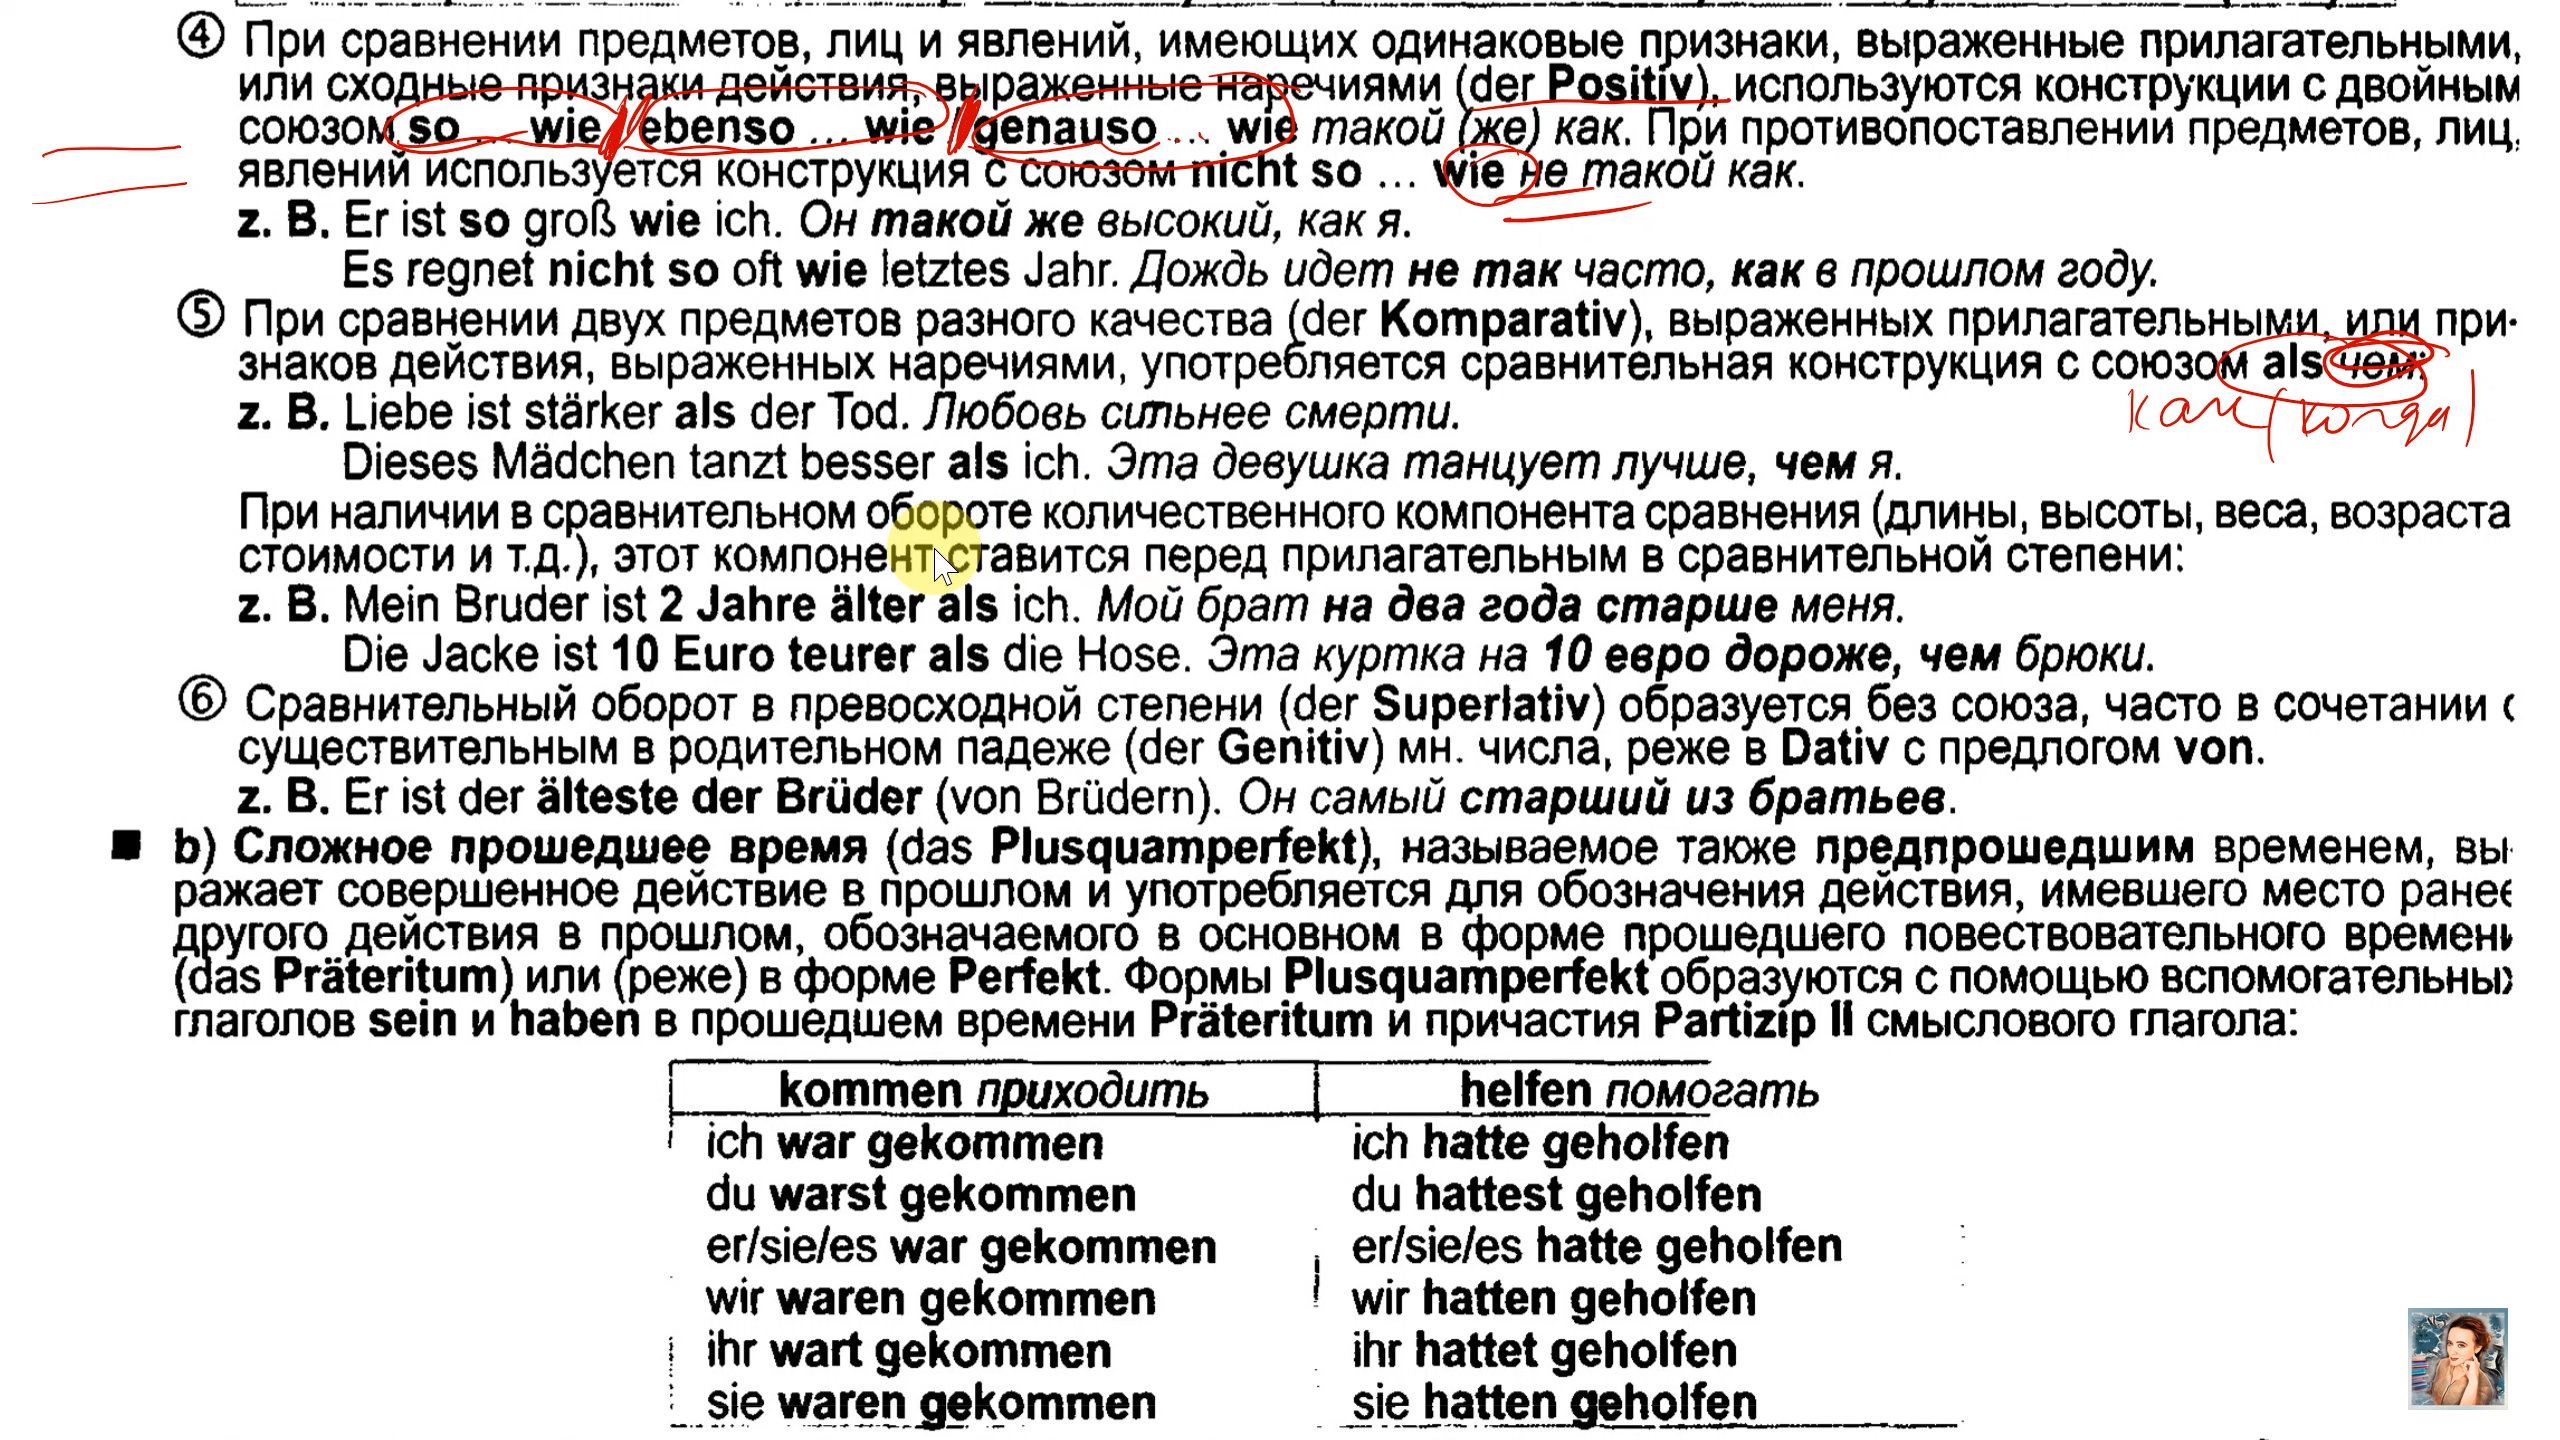 ④ При сравнении предметов, лиц и явлений, имеющих одинаковые признаки, выраженные прилагательными,
или сходные признаки действия, выраженные наречиями (der Positiv), используются конструкции с двойным
союзом so ... wie / ebenso ... wie / genauso ... wie такой (же) как. При противопоставлении предметов, лиц,
явлений используется конструкция с союзом nicht so ... wie не такой как.
z. B. Er ist so groß wie ich. Он такой же высокий, как я.
Es regnet nicht so oft wie letztes Jahr. Дождь идет не так часто, как в прошлом году.
⑤ При сравнении двух предметов разного качества (der Komparativ), выраженных прилагательными, или при-
знаков действия, выраженных наречиями, употребляется сравнительная конструкция с союзом als чем:
как (когда)
z. B. Liebe ist stärker als der Tod. Любовь сильнее смерти.
Dieses Mädchen tanzt besser als ich. Эта девушка танцует лучше, чем я.
При наличии в сравнительном обороте количественного компонента сравнения (длины, высоты, веса, возраста
стоимости и т.д.), этот компонент ставится перед прилагательным в сравнительной степени:
z. B. Mein Bruder ist 2 Jahre älter als ich. Мой брат на два года старше меня.
Die Jacke ist 10 Euro teurer als die Hose. Эта куртка на 10 евро дороже, чем брюки.
⑥ Сравнительный оборот в превосходной степени (der Superlativ) образуется без союза, часто в сочетании с
существительным в родительном падеже (der Genitiv) мн. числа, реже в Dativ с предлогом von.
z. B. Er ist der älteste der Brüder (von Brüdern). Он самый старший из братьев.
■ b) Сложное прошедшее время (das Plusquamperfekt), называемое также предпрошедшим временем, вы-
ражает совершенное действие в прошлом и употребляется для обозначения действия, имевшего место ранее
другого действия в прошлом, обозначаемого в основном в форме прошедшего повествовательного времени
(das Präteritum) или (реже) в форме Perfekt. Формы Plusquamperfekt образуются с помощью вспомогательных
глаголов sein и haben в прошедшем времени Präteritum и причастия Partizip II смыслового глагола:
kommen приходить helfen помогать
ich war gekommen ich hatte geholfen
du warst gekommen du hattest geholfen
er/sie/es war gekommen er/sie/es hatte geholfen
wir waren gekommen wir hatten geholfen
ihr wart gekommen ihr hattet geholfen
sie waren gekommen sie hatten geholfen